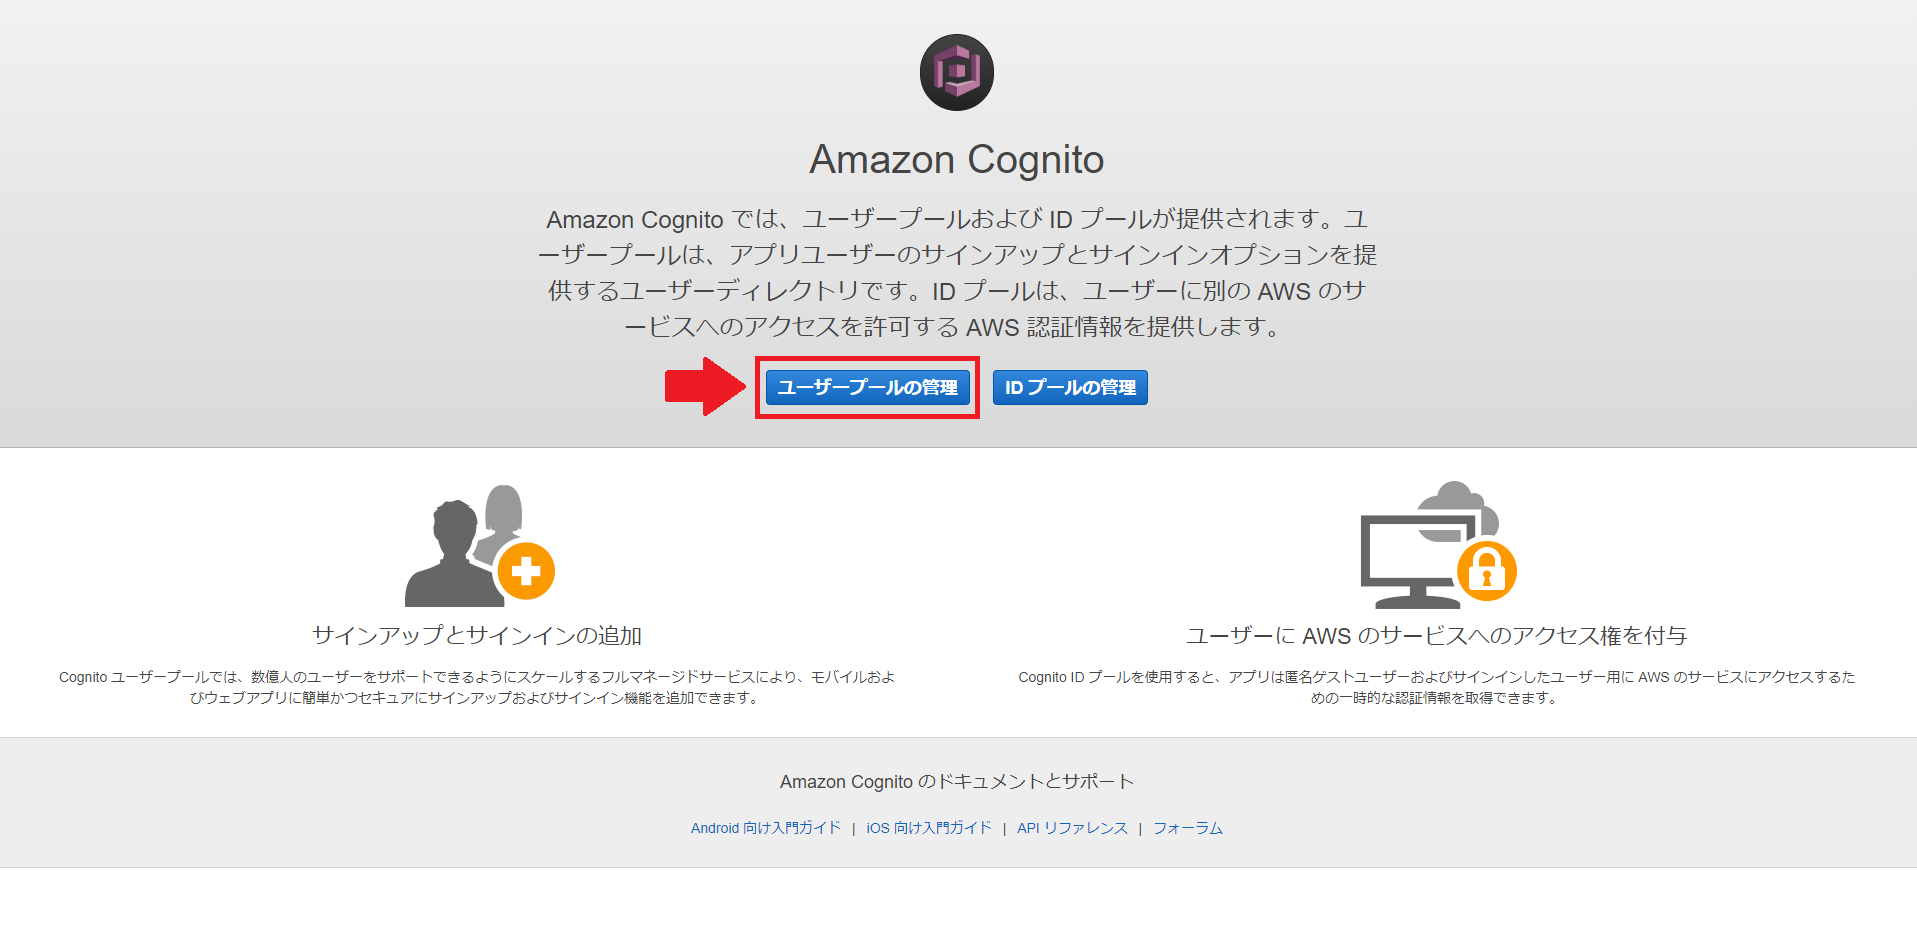 Amazon Cognito
Amazon Cognito では、ユーザープールおよび ID プールが提供されます。ユ
ーザープールは、アプリユーザーのサインアップとサインインオプションを提
供するユーザーディレクトリです。ID プールは、ユーザーに別の AWS のサ
ービスへのアクセスを許可する AWS 認証情報を提供します。
ユーザープールの管理 ID プールの管理
サインアップとサインインの追加
Cognito ユーザープールでは、数億人のユーザーをサポートできるようにスケールするフルマネージドサービスにより、モバイルおよ
びウェブアプリに簡単かつセキュアにサインアップおよびサインイン機能を追加できます。
ユーザーに AWS のサービスへのアクセス権を付与
Cognito ID プールを使用すると、アプリは匿名ゲストユーザーおよびサインインしたユーザー用に AWS のサービスにアクセスするた
めの一時的な認証情報を取得できます。
Amazon Cognito のドキュメントとサポート
Android 向け入門ガイド | iOS 向け入門ガイド | API リファレンス | フォーラム